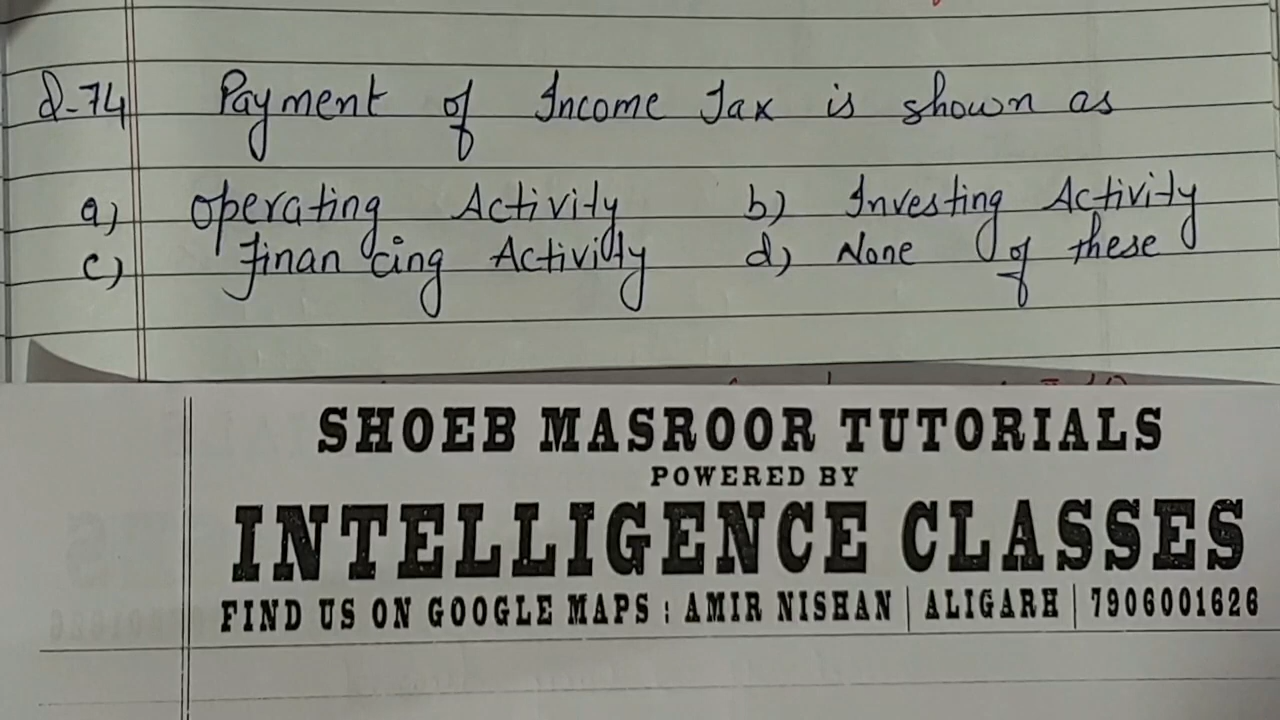 Q-74 Payment of Income Tax is shown as
a) Operating Activity b) Investing Activity
c) Financing Activity d) None of these
SHOEB MASROOR TUTORIALS
POWERED BY
INTELLIGENCE CLASSES
FIND US ON GOOGLE MAPS : AMIR NISHAN | ALIGARH | 7906001626